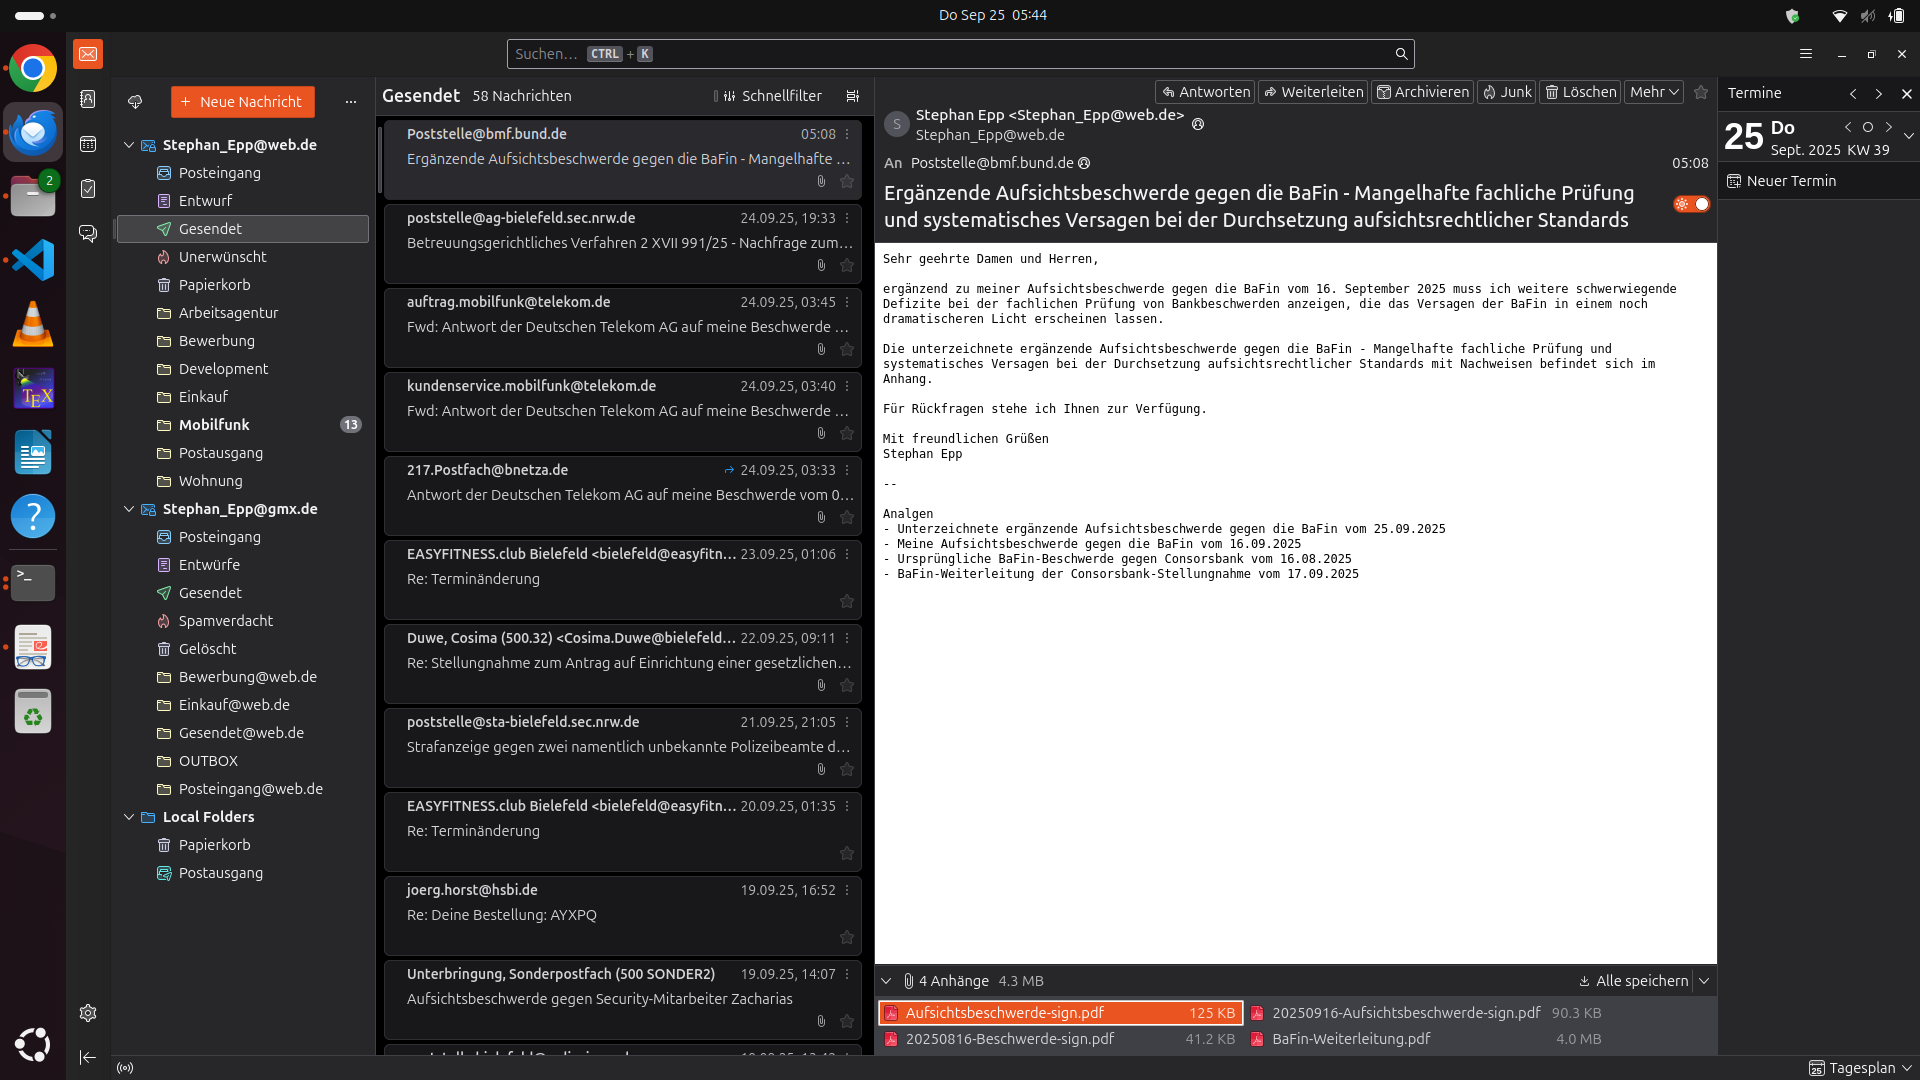 Do Sep 25 05:44
Suchen… CTRL + K
Neue Nachricht
Stephan_Epp@web.de
Posteingang
Entwurf
Gesendet
Unerwünscht
Papierkorb
Arbeitsagentur
Bewerbung
Development
Einkauf
Mobilfunk 13
Postausgang
Wohnung
Stephan_Epp@gmx.de
Posteingang
Entwürfe
Gesendet
Spamverdacht
Gelöscht
Bewerbung@web.de
Einkauf@web.de
Gesendet@web.de
OUTBOX
Posteingang@web.de
Local Folders
Papierkorb
Postausgang
2
TEX
Gesendet 58 Nachrichten Schnellfilter
Poststelle@bmf.bund.de 05:08
Ergänzende Aufsichtsbeschwerde gegen die BaFin - Mangelhafte …
poststelle@ag-bielefeld.sec.nrw.de 24.09.25, 19:33
Betreuungsgerichtliches Verfahren 2 XVII 991/25 - Nachfrage zum…
auftrag.mobilfunk@telekom.de 24.09.25, 03:45
Fwd: Antwort der Deutschen Telekom AG auf meine Beschwerde …
kundenservice.mobilfunk@telekom.de 24.09.25, 03:40
Fwd: Antwort der Deutschen Telekom AG auf meine Beschwerde …
217.Postfach@bnetza.de 24.09.25, 03:33
Antwort der Deutschen Telekom AG auf meine Beschwerde vom 0…
EASYFITNESS.club Bielefeld <bielefeld@easyfitn… 23.09.25, 01:06
Re: Terminänderung
Duwe, Cosima (500.32) <Cosima.Duwe@bielefeld… 22.09.25, 09:11
Re: Stellungnahme zum Antrag auf Einrichtung einer gesetzlichen…
poststelle@sta-bielefeld.sec.nrw.de 21.09.25, 21:05
Strafanzeige gegen zwei namentlich unbekannte Polizeibeamte d…
EASYFITNESS.club Bielefeld <bielefeld@easyfitn… 20.09.25, 01:35
Re: Terminänderung
joerg.horst@hsbi.de 19.09.25, 16:52
Re: Deine Bestellung: AYXPQ
Unterbringung, Sonderpostfach (500 SONDER2) 19.09.25, 14:07
Aufsichtsbeschwerde gegen Security-Mitarbeiter Zacharias
Antworten Weiterleiten Archivieren Junk Löschen Mehr
S
Stephan Epp <Stephan_Epp@web.de>
Stephan_Epp@web.de
An Poststelle@bmf.bund.de 05:08
Ergänzende Aufsichtsbeschwerde gegen die BaFin - Mangelhafte fachliche Prüfung
und systematisches Versagen bei der Durchsetzung aufsichtsrechtlicher Standards
Sehr geehrte Damen und Herren,
ergänzend zu meiner Aufsichtsbeschwerde gegen die BaFin vom 16. September 2025 muss ich weitere schwerwiegende
Defizite bei der fachlichen Prüfung von Bankbeschwerden anzeigen, die das Versagen der BaFin in einem noch
dramatischeren Licht erscheinen lassen.
Die unterzeichnete ergänzende Aufsichtsbeschwerde gegen die BaFin - Mangelhafte fachliche Prüfung und
systematisches Versagen bei der Durchsetzung aufsichtsrechtlicher Standards mit Nachweisen befindet sich im
Anhang.
Für Rückfragen stehe ich Ihnen zur Verfügung.
Mit freundlichen Grüßen
Stephan Epp
--
Analgen
- Unterzeichnete ergänzende Aufsichtsbeschwerde gegen die BaFin vom 25.09.2025
- Meine Aufsichtsbeschwerde gegen die BaFin vom 16.09.2025
- Ursprüngliche BaFin-Beschwerde gegen Consorsbank vom 16.08.2025
- BaFin-Weiterleitung der Consorsbank-Stellungnahme vom 17.09.2025
4 Anhänge 4.3 MB Alle speichern
Aufsichtsbeschwerde-sign.pdf 125 KB 20250916-Aufsichtsbeschwerde-sign.pdf 90.3 KB
20250816-Beschwerde-sign.pdf 41.2 KB BaFin-Weiterleitung.pdf 4.0 MB
Termine
25 Do
Sept. 2025 KW 39
Neuer Termin
25 Tagesplan